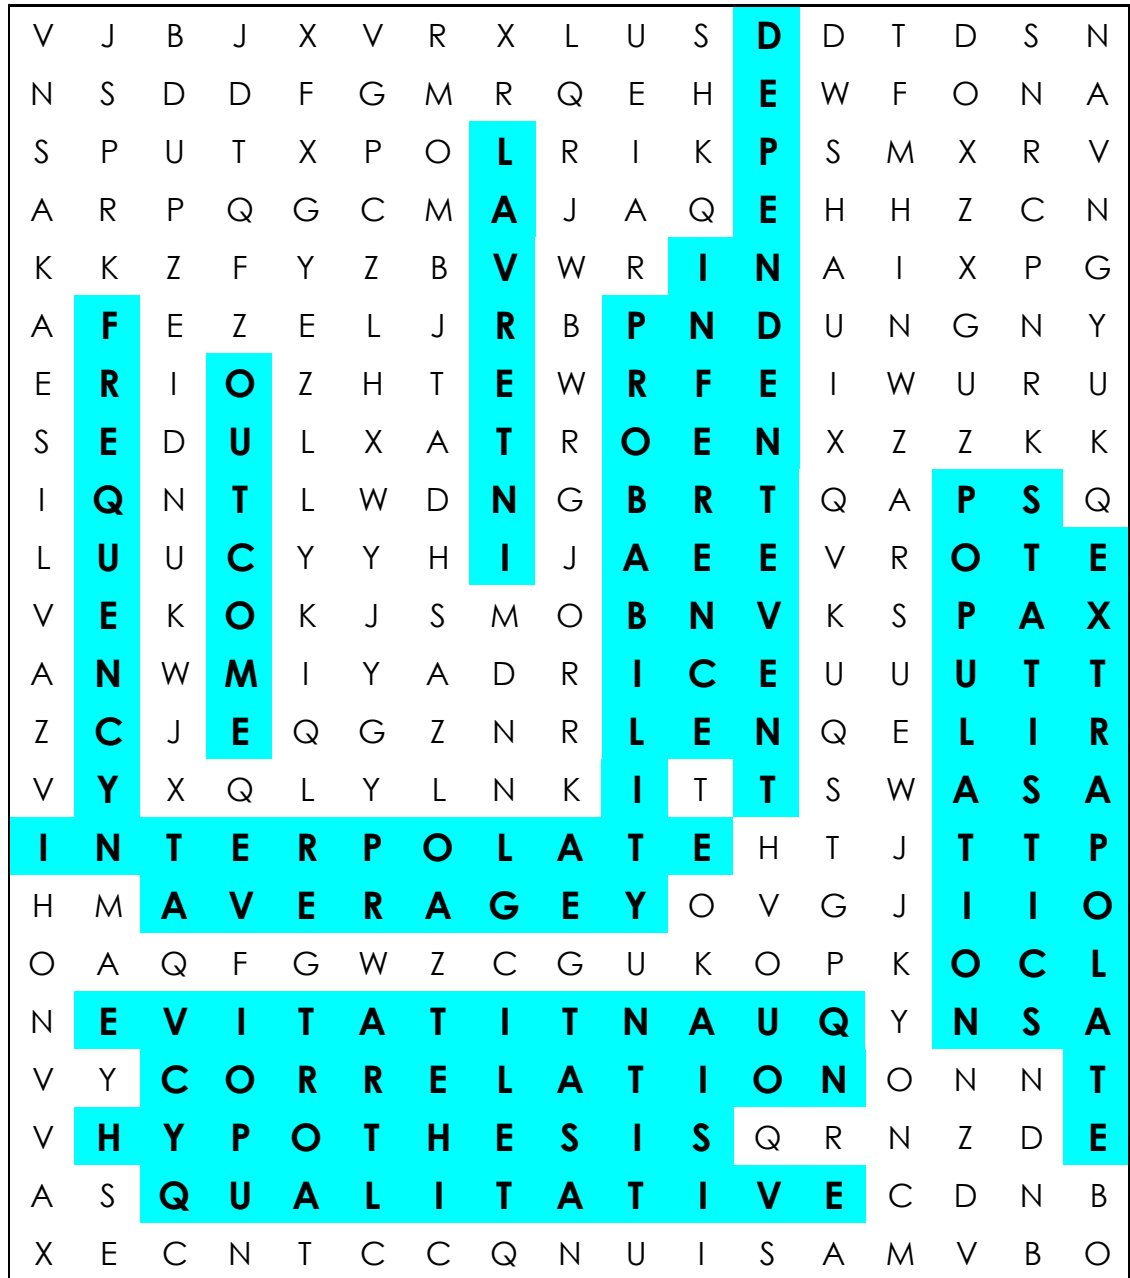 V J B J X V R X L U S D D T D S N
N S D D F G M R Q E H E W F O N A
S P U T X P O L R I K P S M X R V
A R P Q G C M A J A Q E H H Z C N
K K Z F Y Z B V W R I N A I X P G
A F E Z E L J R B P N D U N G N Y
E R I O Z H T E W R F E I W U R U
S E D U L X A T R O E N X Z Z K K
I Q N T L W D N G B R T Q A P S Q
L U U C Y Y H I J A E E V R O T E
V E K O K J S M O B N V K S P A X
A N W M I Y A D R I C E U U U T T
Z C J E Q G Z N R L E N Q E L I R
V Y X Q L Y L N K I T T S W A S A
I N T E R P O L A T E H T J T T P
H M A V E R A G E Y O V G J I I O
O A Q F G W Z C G U K O P K O C L
N E V I T A T I T N A U Q Y N S A
V Y C O R R E L A T I O N O N N T
V H Y P O T H E S I S Q R N Z D E
A S Q U A L I T A T I V E C D N B
X E C N T C C Q N U I S A M V B O